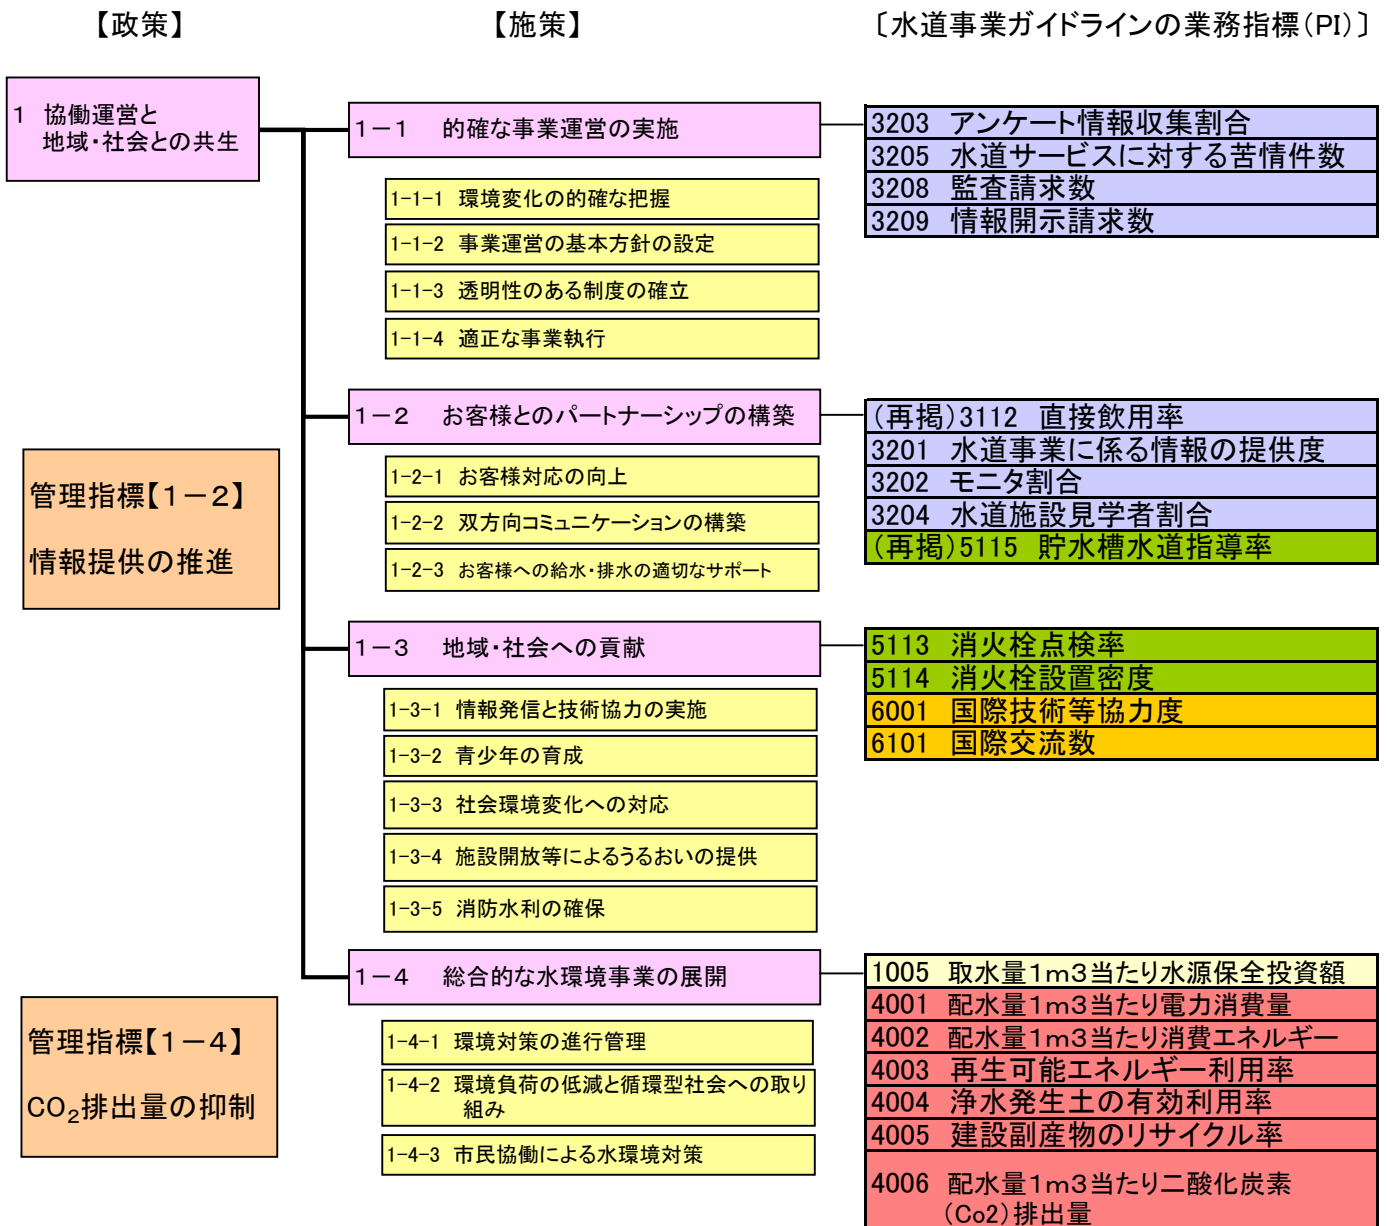 【政策】
【施策】
〔水道事業ガイドラインの業務指標(PI)〕
1 協働運営と
地域・社会との共生
1-1 的確な事業運営の実施
1-1-1 環境変化の的確な把握
1-1-2 事業運営の基本方針の設定
1-1-3 透明性のある制度の確立
1-1-4 適正な事業執行
3203 アンケート情報収集割合
3205 水道サービスに対する苦情件数
3208 監査請求数
3209 情報開示請求数
管理指標【1-2】
情報提供の推進
1-2 お客様とのパートナーシップの構築
1-2-1 お客様対応の向上
1-2-2 双方向コミュニケーションの構築
1-2-3 お客様への給水・排水の適切なサポート
(再掲)3112 直接飲用率
3201 水道事業に係る情報の提供度
3202 モニタ割合
3204 水道施設見学者割合
(再掲)5115 貯水槽水道指導率
1-3 地域・社会への貢献
1-3-1 情報発信と技術協力の実施
1-3-2 青少年の育成
1-3-3 社会環境変化への対応
1-3-4 施設開放等によるうるおいの提供
1-3-5 消防水利の確保
5113 消火栓点検率
5114 消火栓設置密度
6001 国際技術等協力度
6101 国際交流数
管理指標【1-4】
CO₂排出量の抑制
1-4 総合的な水環境事業の展開
1-4-1 環境対策の進行管理
1-4-2 環境負荷の低減と循環型社会への取り
組み
1-4-3 市民協働による水環境対策
1005 取水量1m3当たり水源保全投資額
4001 配水量1m3当たり電力消費量
4002 配水量1m3当たり消費エネルギー
4003 再生可能エネルギー利用率
4004 浄水発生土の有効利用率
4005 建設副産物のリサイクル率
4006 配水量1m3当たり二酸化炭素
(Co2)排出量